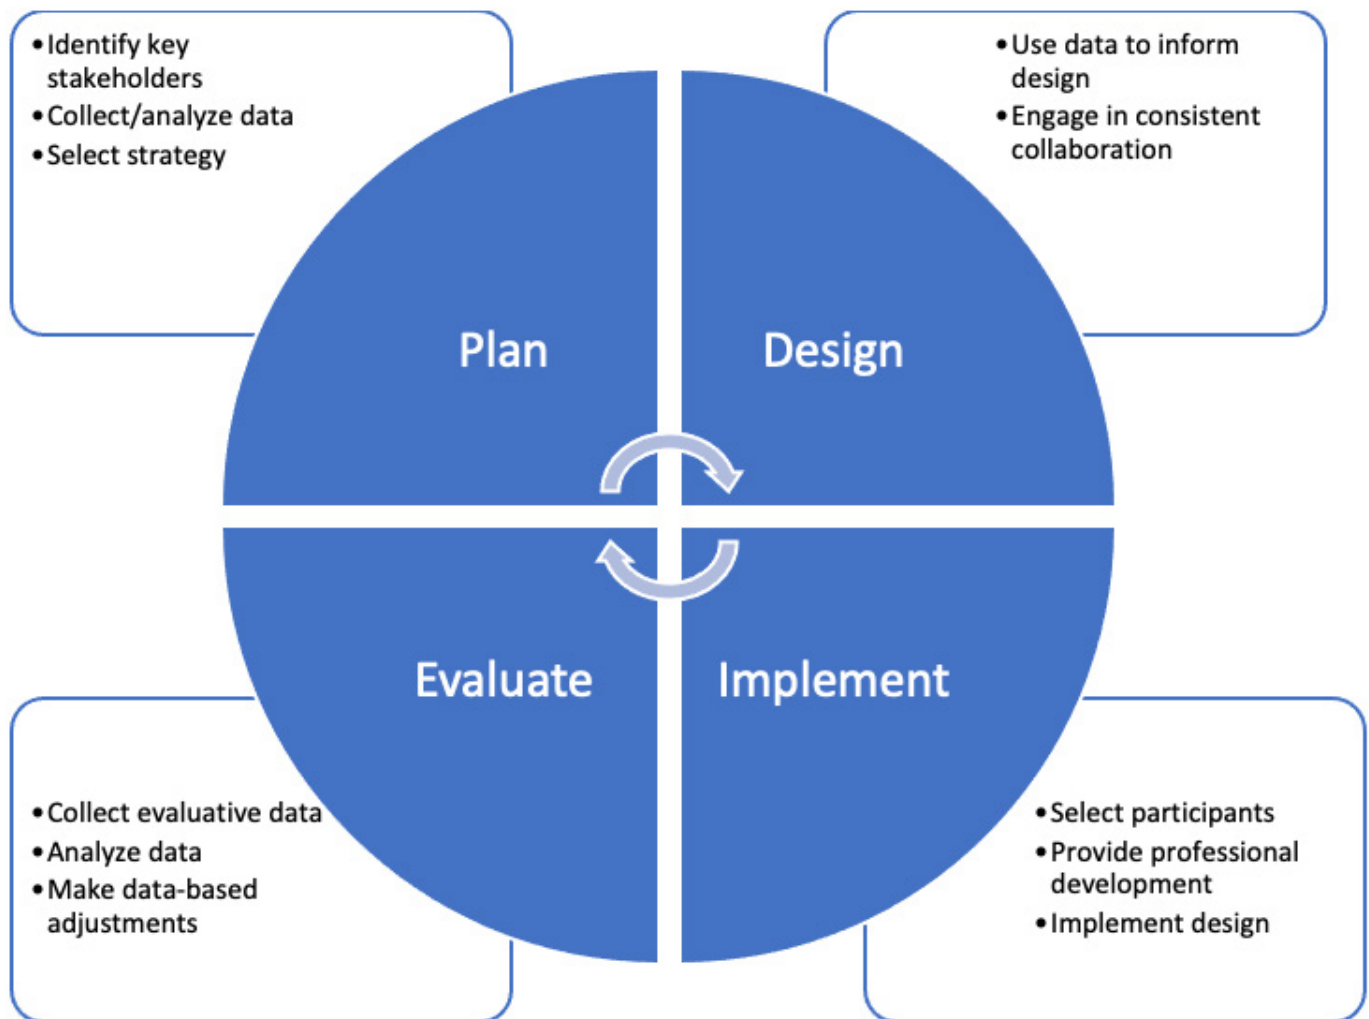 • Identify key
stakeholders
• Collect/analyze data
• Select strategy
• Use data to inform
design
• Engage in consistent
collaboration
Plan
Design
Evaluate
Implement
• Collect evaluative data
• Analyze data
• Make data-based
adjustments
• Select participants
• Provide professional
development
• Implement design